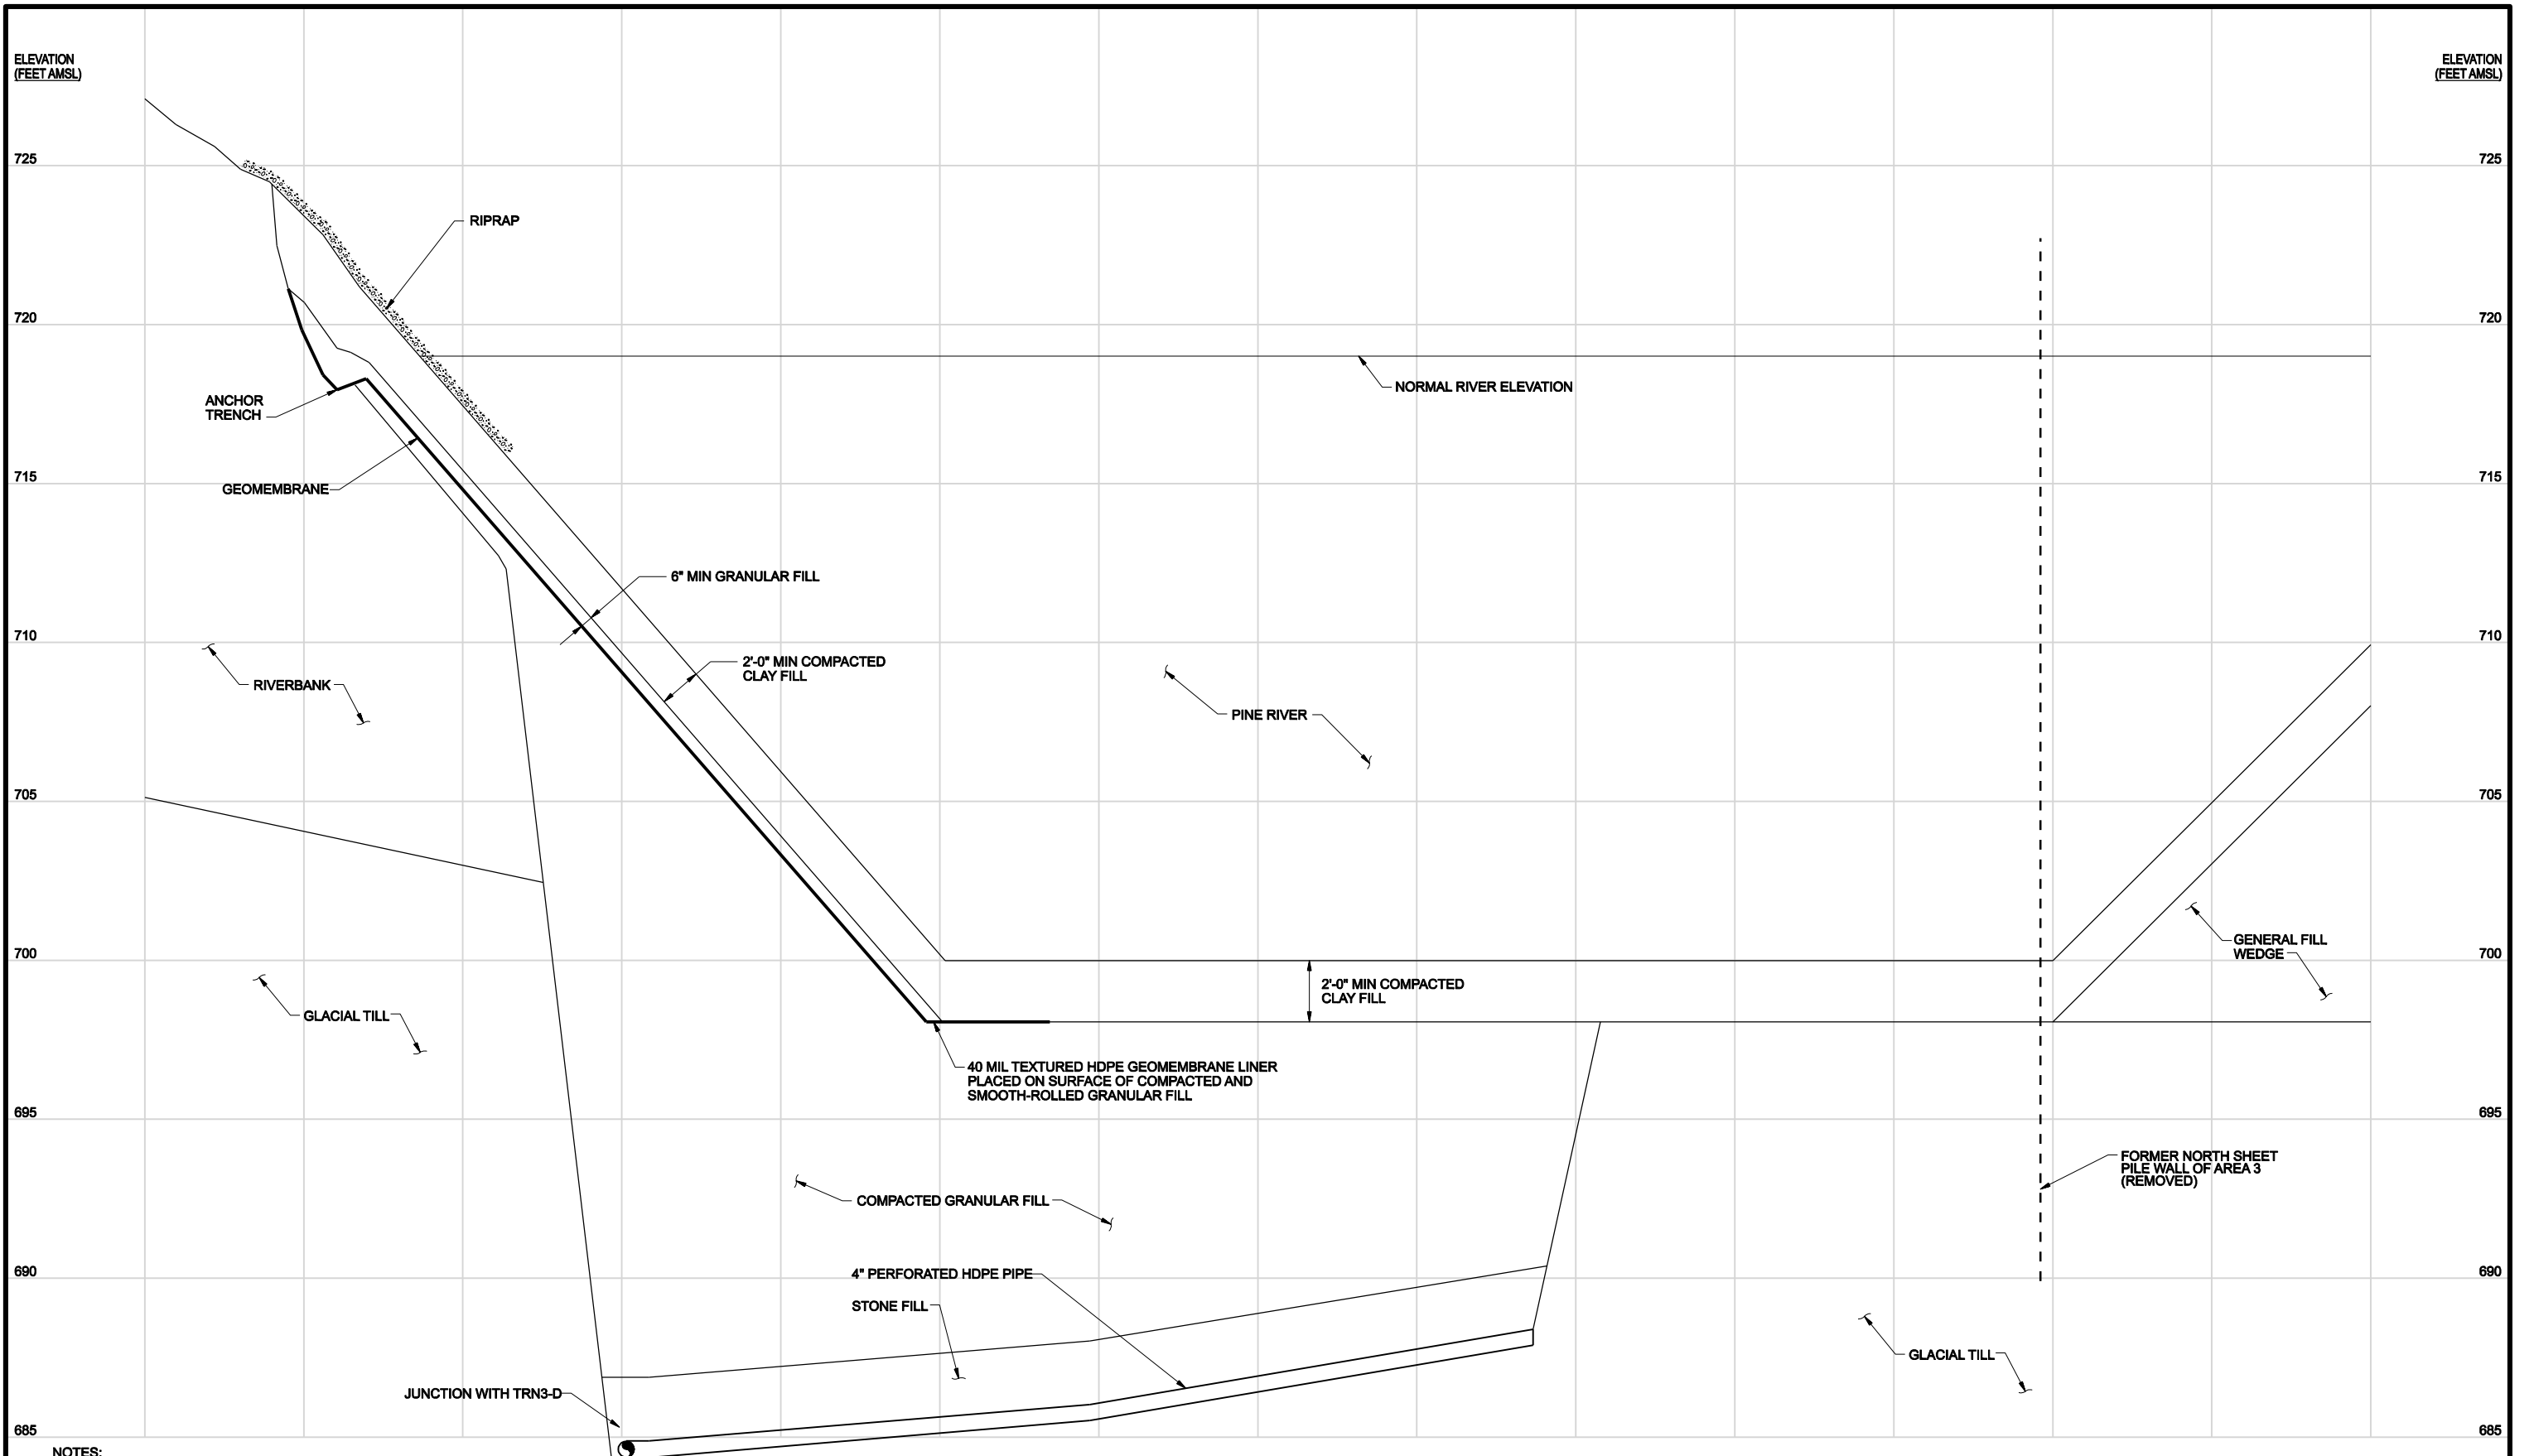 ELEVATION
(FEET AMSL)
ELEVATION
(FEET AMSL)
725
725
RIPRAP
720
720
NORMAL RIVER ELEVATION
ANCHOR
TRENCH
715
715
GEOMEMBRANE
6" MIN GRANULAR FILL
710
710
2'-0" MIN COMPACTED
CLAY FILL
RIVERBANK
PINE RIVER
705
705
GENERAL FILL
WEDGE
700
700
2'-0" MIN COMPACTED
CLAY FILL
GLACIAL TILL
40 MIL TEXTURED HDPE GEOMEMBRANE LINER
PLACED ON SURFACE OF COMPACTED AND
SMOOTH-ROLLED GRANULAR FILL
695
695
FORMER NORTH SHEET
PILE WALL OF AREA 3
(REMOVED)
COMPACTED GRANULAR FILL
690
690
4" PERFORATED HDPE PIPE
STONE FILL
GLACIAL TILL
JUNCTION WITH TRN3-D
685
685
NOTES: